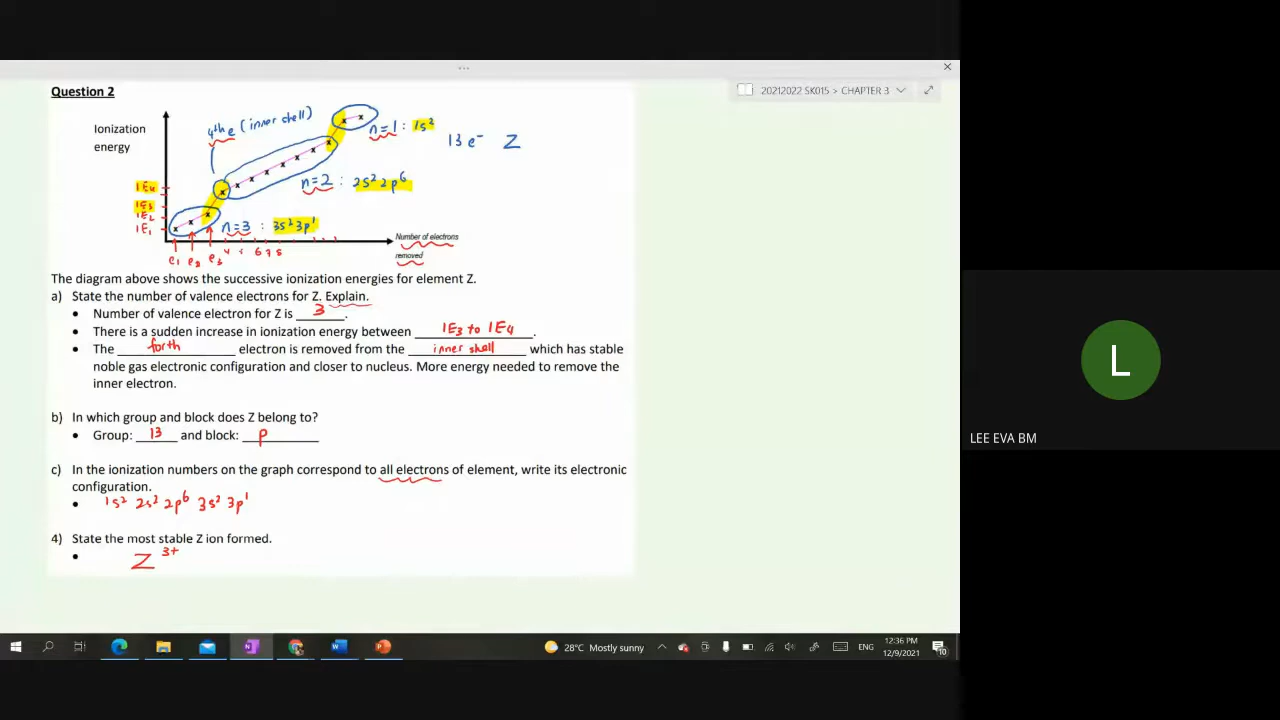 Question 2
20212022 SK015 > CHAPTER 3
Ionization
energy
4th e (inner shell)
n=1 : 1s²
13 e⁻ Z
n=2 : 2s² 2p⁶
IE4
IE3
IE2
IE1
n=3 : 3s² 3p¹
Number of electrons
removed
e1 e2 e3 4 5 6 7 8
The diagram above shows the successive ionization energies for element Z.
a) State the number of valence electrons for Z. Explain.
• Number of valence electron for Z is 3.
• There is a sudden increase in ionization energy between IE3 to IE4.
• The forth electron is removed from the inner shell which has stable
noble gas electronic configuration and closer to nucleus. More energy needed to remove the
inner electron.
b) In which group and block does Z belong to?
• Group: 13 and block: p
c) In the ionization numbers on the graph correspond to all electrons of element, write its electronic
configuration.
• 1s² 2s² 2p⁶ 3s² 3p¹
4) State the most stable Z ion formed.
• Z³⁺
L
LEE EVA BM
28°C Mostly sunny
ENG
12:36 PM
12/9/2021
10